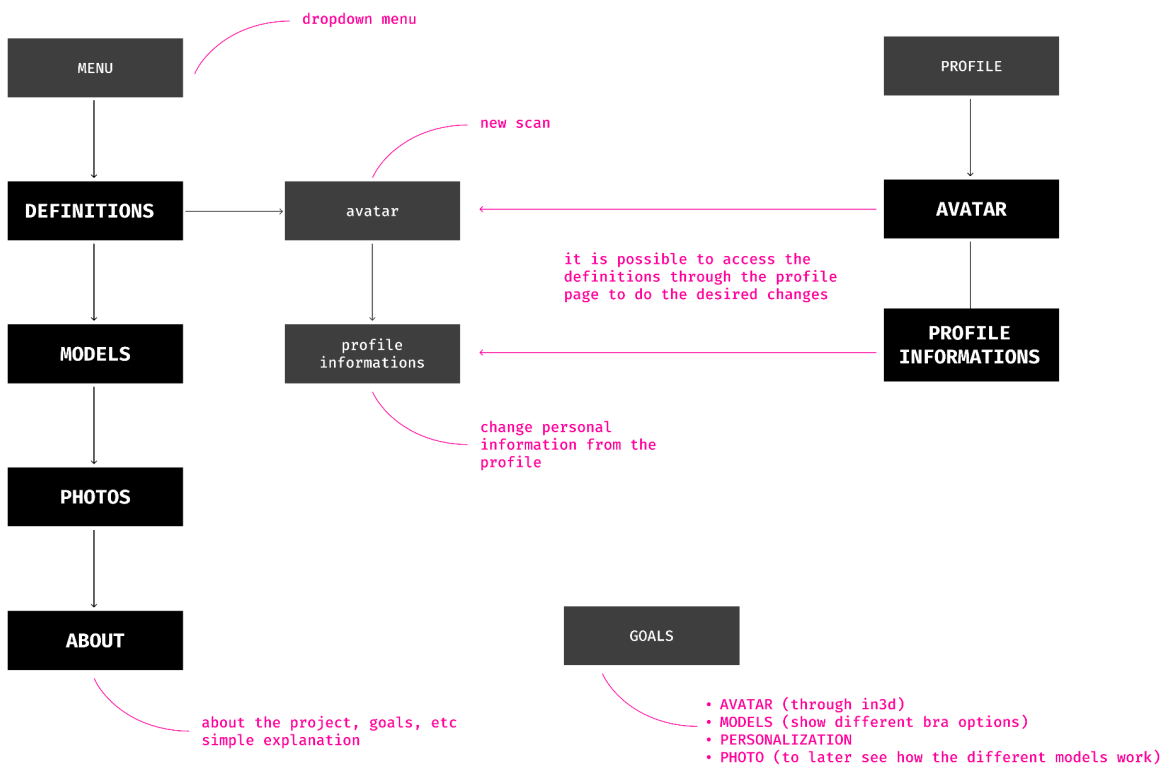 dropdown menu
MENU
PROFILE
new scan
DEFINITIONS
avatar
AVATAR
it is possible to access the
definitions through the profile
page to do the desired changes
MODELS
profile
informations
PROFILE
INFORMATIONS
change personal
information from the
profile
PHOTOS
ABOUT
about the project, goals, etc
simple explanation
GOALS
• AVATAR (through in3d)
• MODELS (show different bra options)
• PERSONALIZATION
• PHOTO (to later see how the different models work)